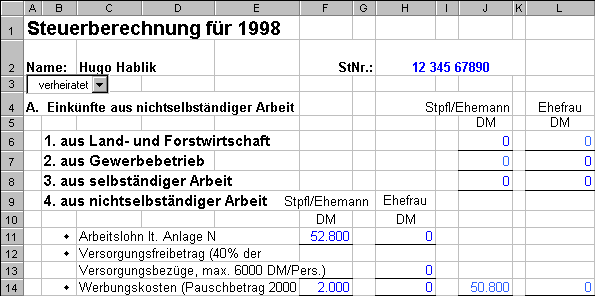 A B C D E F G H I J K L
1 Steuerberechnung für 1998
2 Name: Hugo Hablik StNr.: 12 345 67890
3 verheiratet
4 A. Einkünfte aus nichtselbständiger Arbeit Stpfl/Ehemann Ehefrau
5 DM DM
6 1. aus Land- und Forstwirtschaft 0 0
7 2. aus Gewerbebetrieb 0 0
8 3. aus selbständiger Arbeit 0 0
9 4. aus nichtselbständiger Arbeit Stpfl/Ehemann Ehefrau
10 DM DM
11 Arbeitslohn lt. Anlage N 52.800 0
12 Versorgungsfreibetrag (40% der
13 Versorgungsbezüge, max. 6000 DM/Pers.) 0
14 Werbungskosten (Pauschbetrag 2000 2.000 0 50.800 0